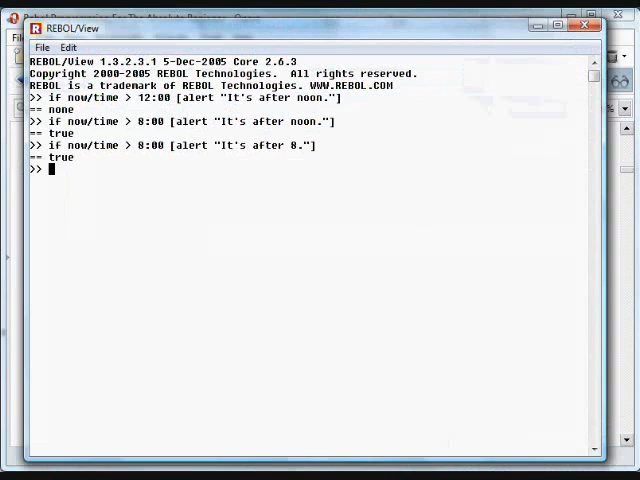 REBOL/View
File Edit
REBOL/View 1.3.2.3.1 5-Dec-2005 Core 2.6.3
Copyright 2000-2005 REBOL Technologies.  All rights reserved.
REBOL is a trademark of REBOL Technologies. WWW.REBOL.COM
>> if now/time > 12:00 [alert "It's after noon."]
== none
>> if now/time > 8:00 [alert "It's after noon."]
== true
>> if now/time > 8:00 [alert "It's after 8."]
== true
>>